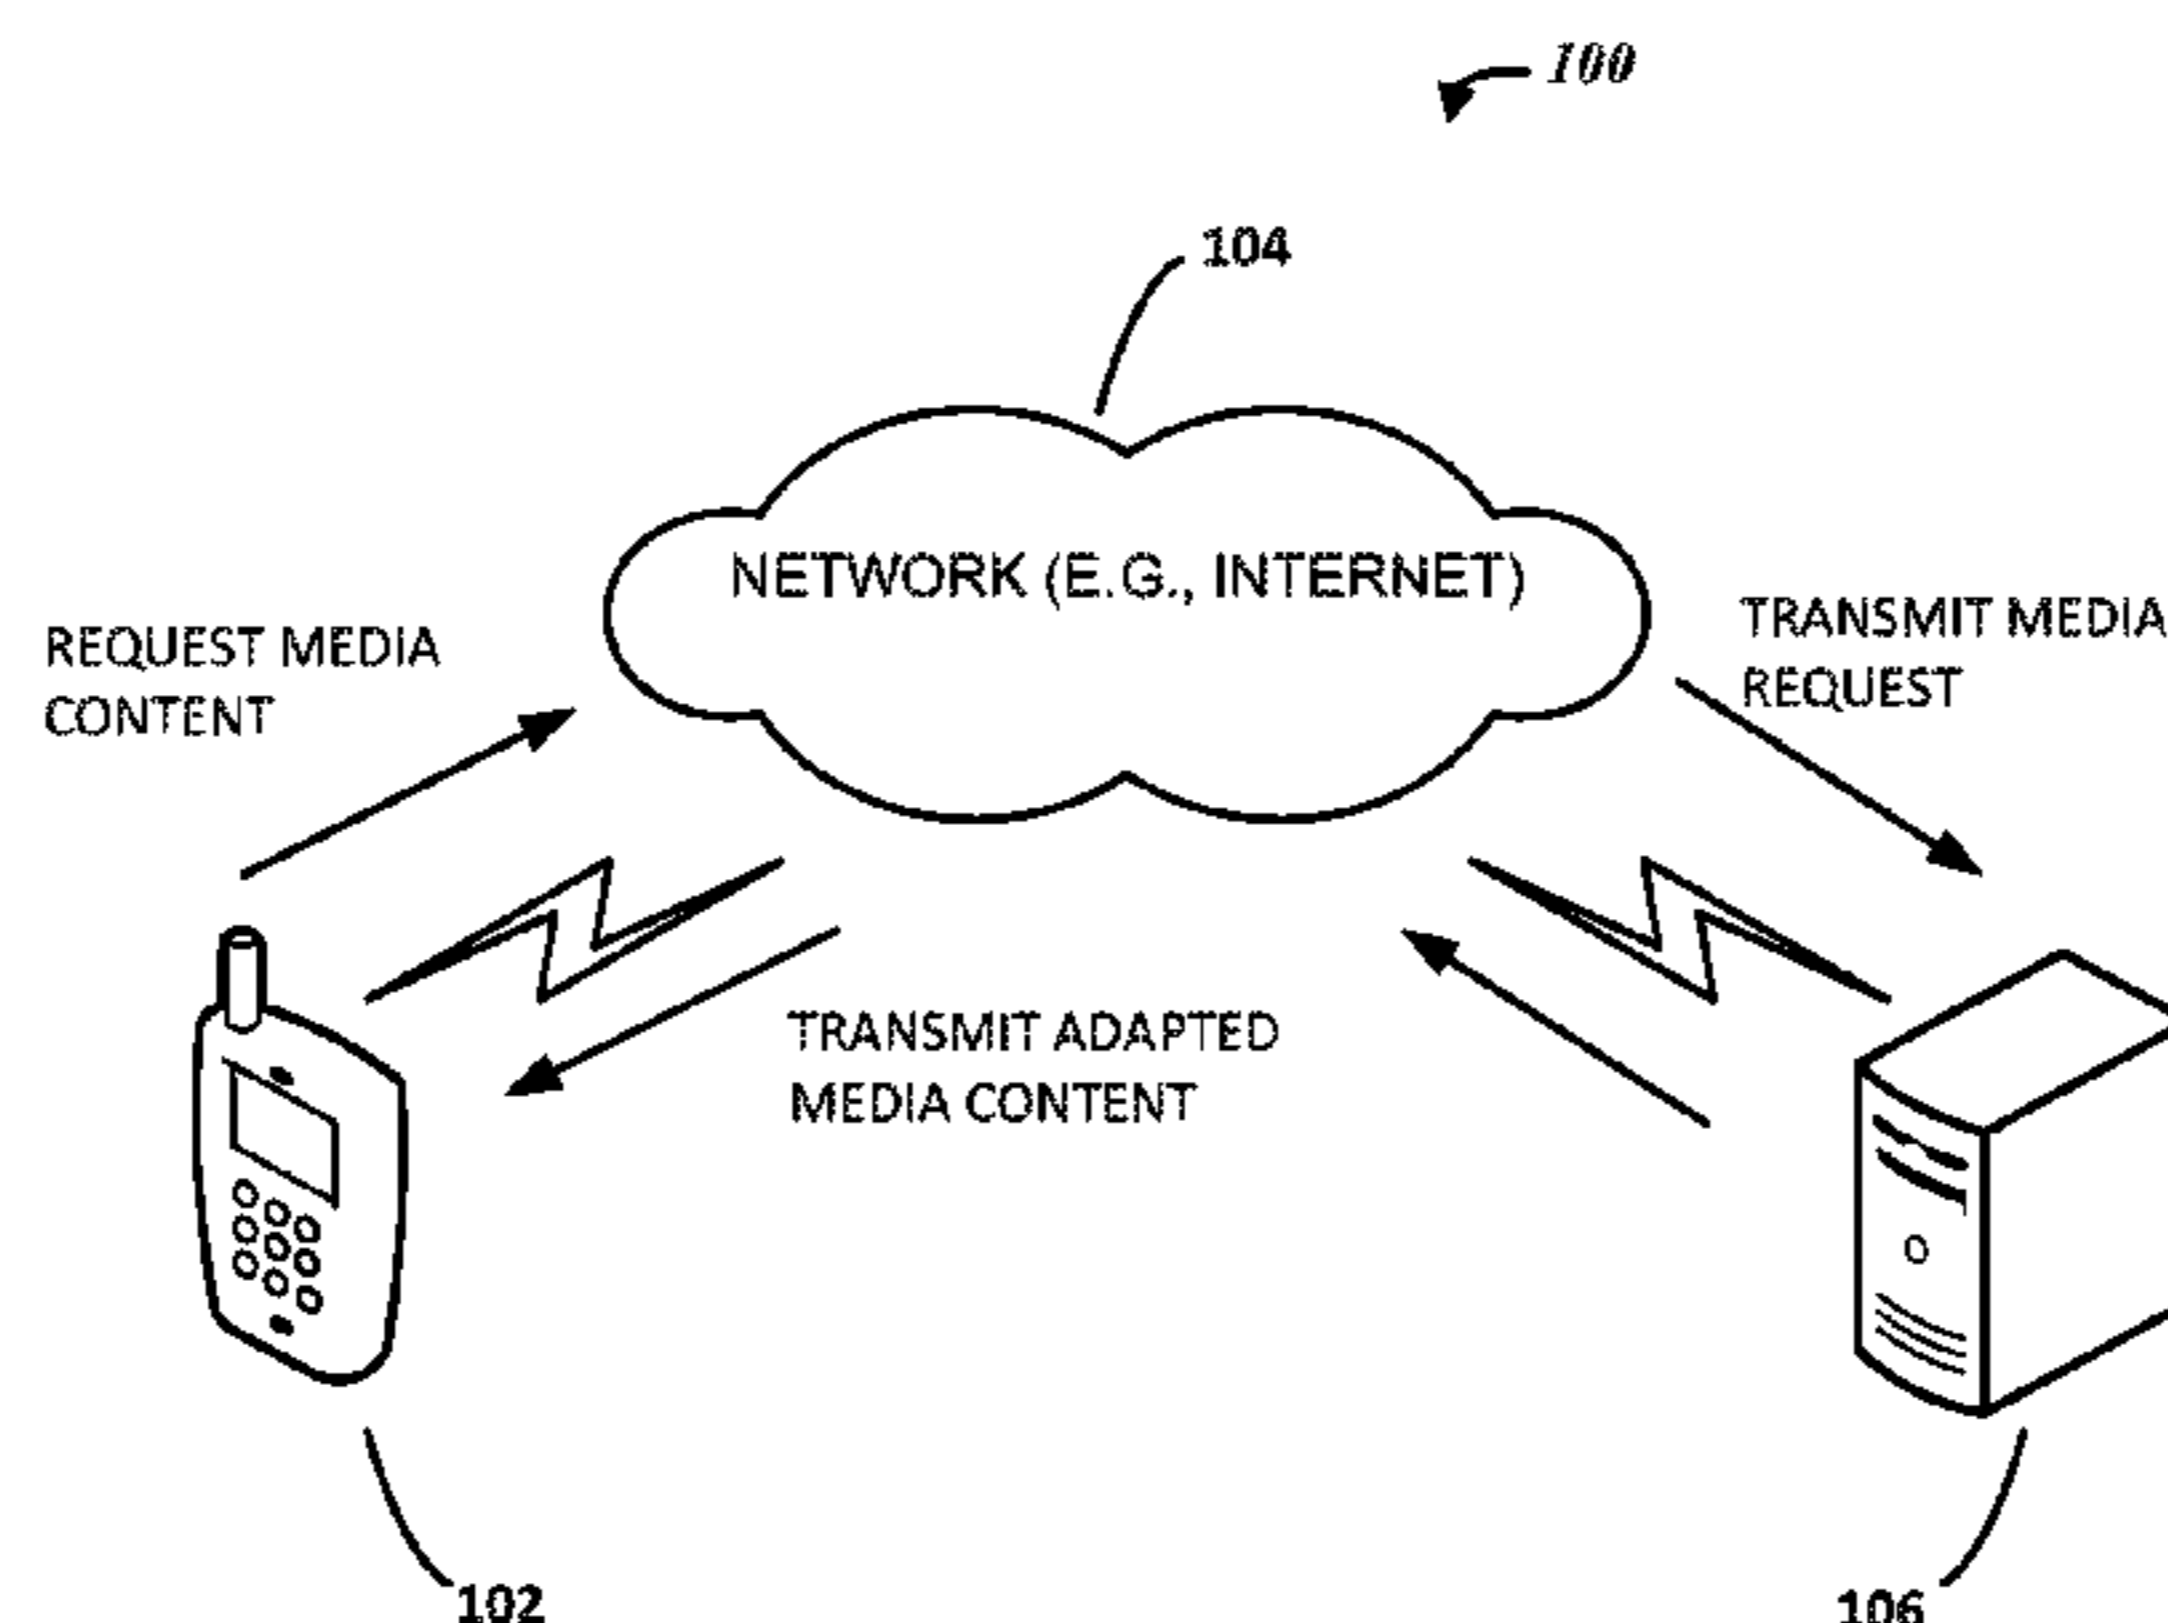 100
104
NETWORK (E.G., INTERNET)
REQUEST MEDIA
CONTENT
TRANSMIT MEDIA
REQUEST
TRANSMIT ADAPTED
MEDIA CONTENT
102
106